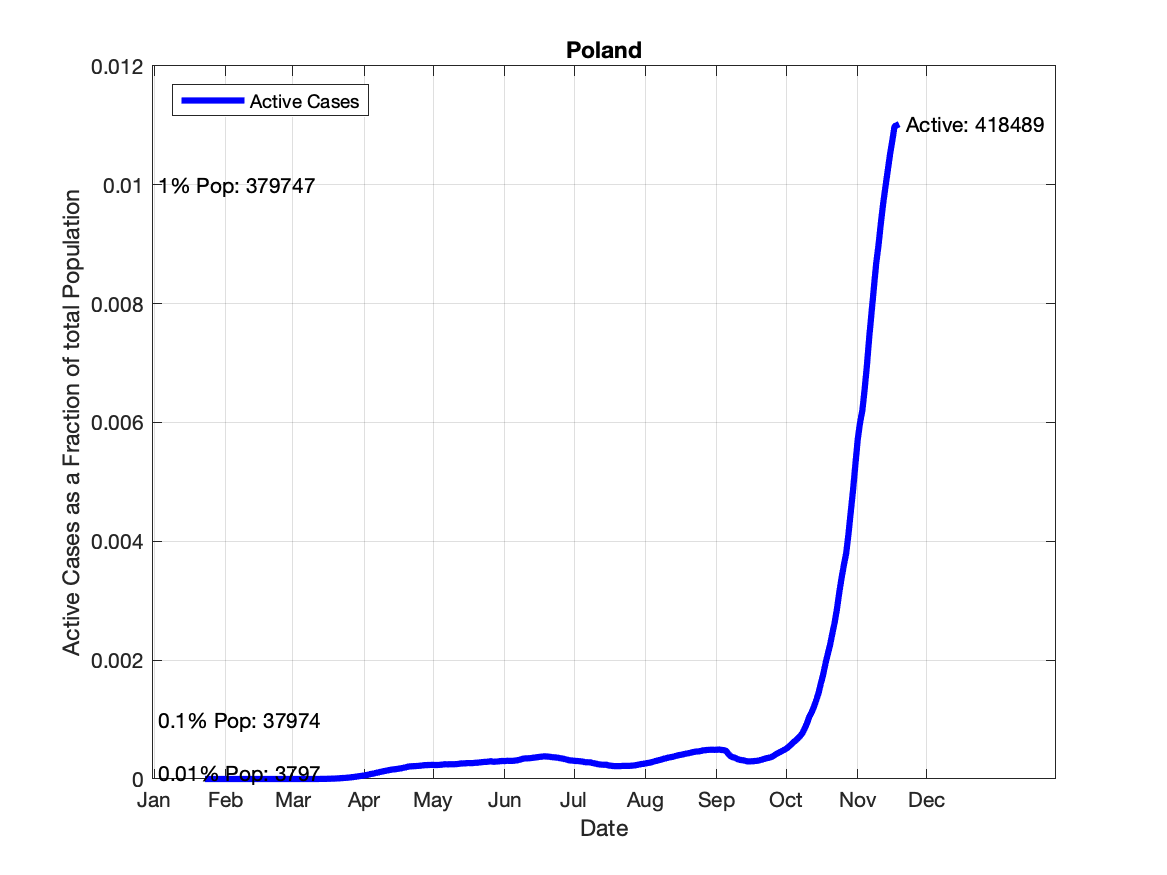 Poland
0.012
Active Cases
Active: 418489
0.01
1% Pop: 379747
0.008
0.006
0.004
0.002
0.1% Pop: 37974
0
0.01% Pop: 3797
Active Cases as a Fraction of total Population
Jan Feb Mar Apr May Jun Jul Aug Sep Oct Nov Dec
Date